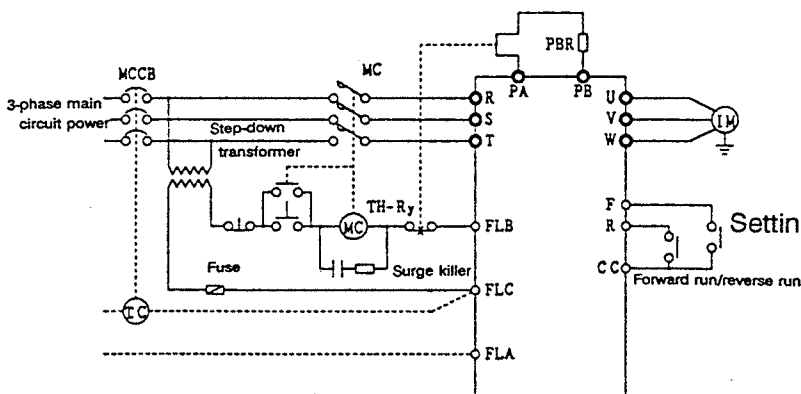 PBR
MCCB
MC
PA
PB
3-phase main
circuit power
R
S
T
U
V
W
IM
Step-down
transformer
TH-Ry
MC
FLB
F
R
CC
Settin
Forward run/reverse run
Surge killer
Fuse
FLC
TC
FLA